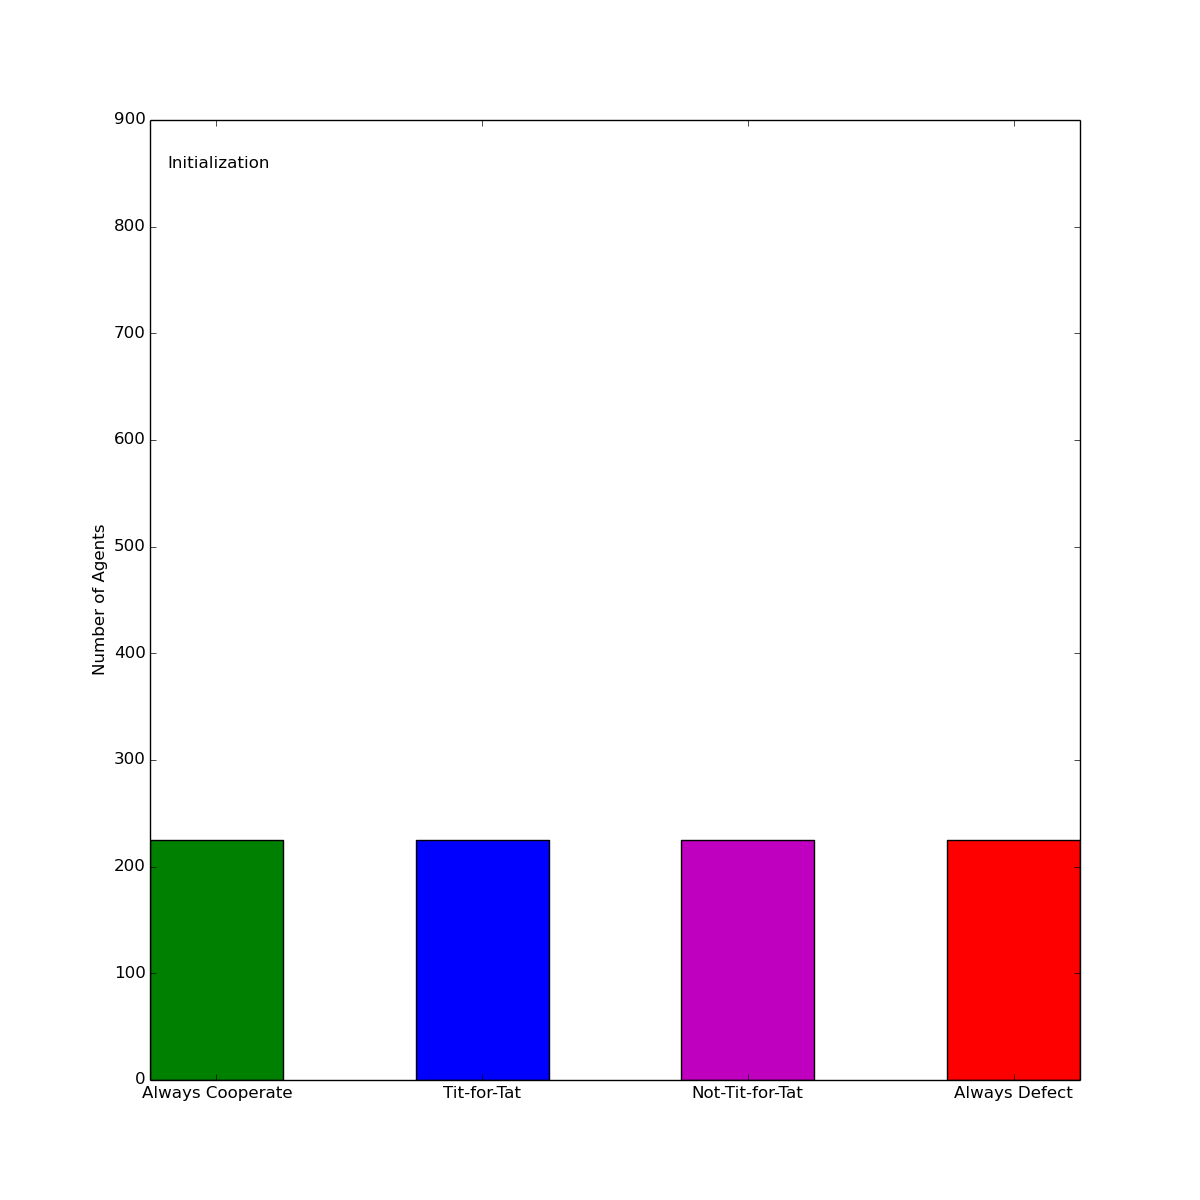 900
Initialization
800
700
600
500
Number of Agents
400
300
200
100
0
Always Cooperate
Tit-for-Tat
Not-Tit-for-Tat
Always Defect